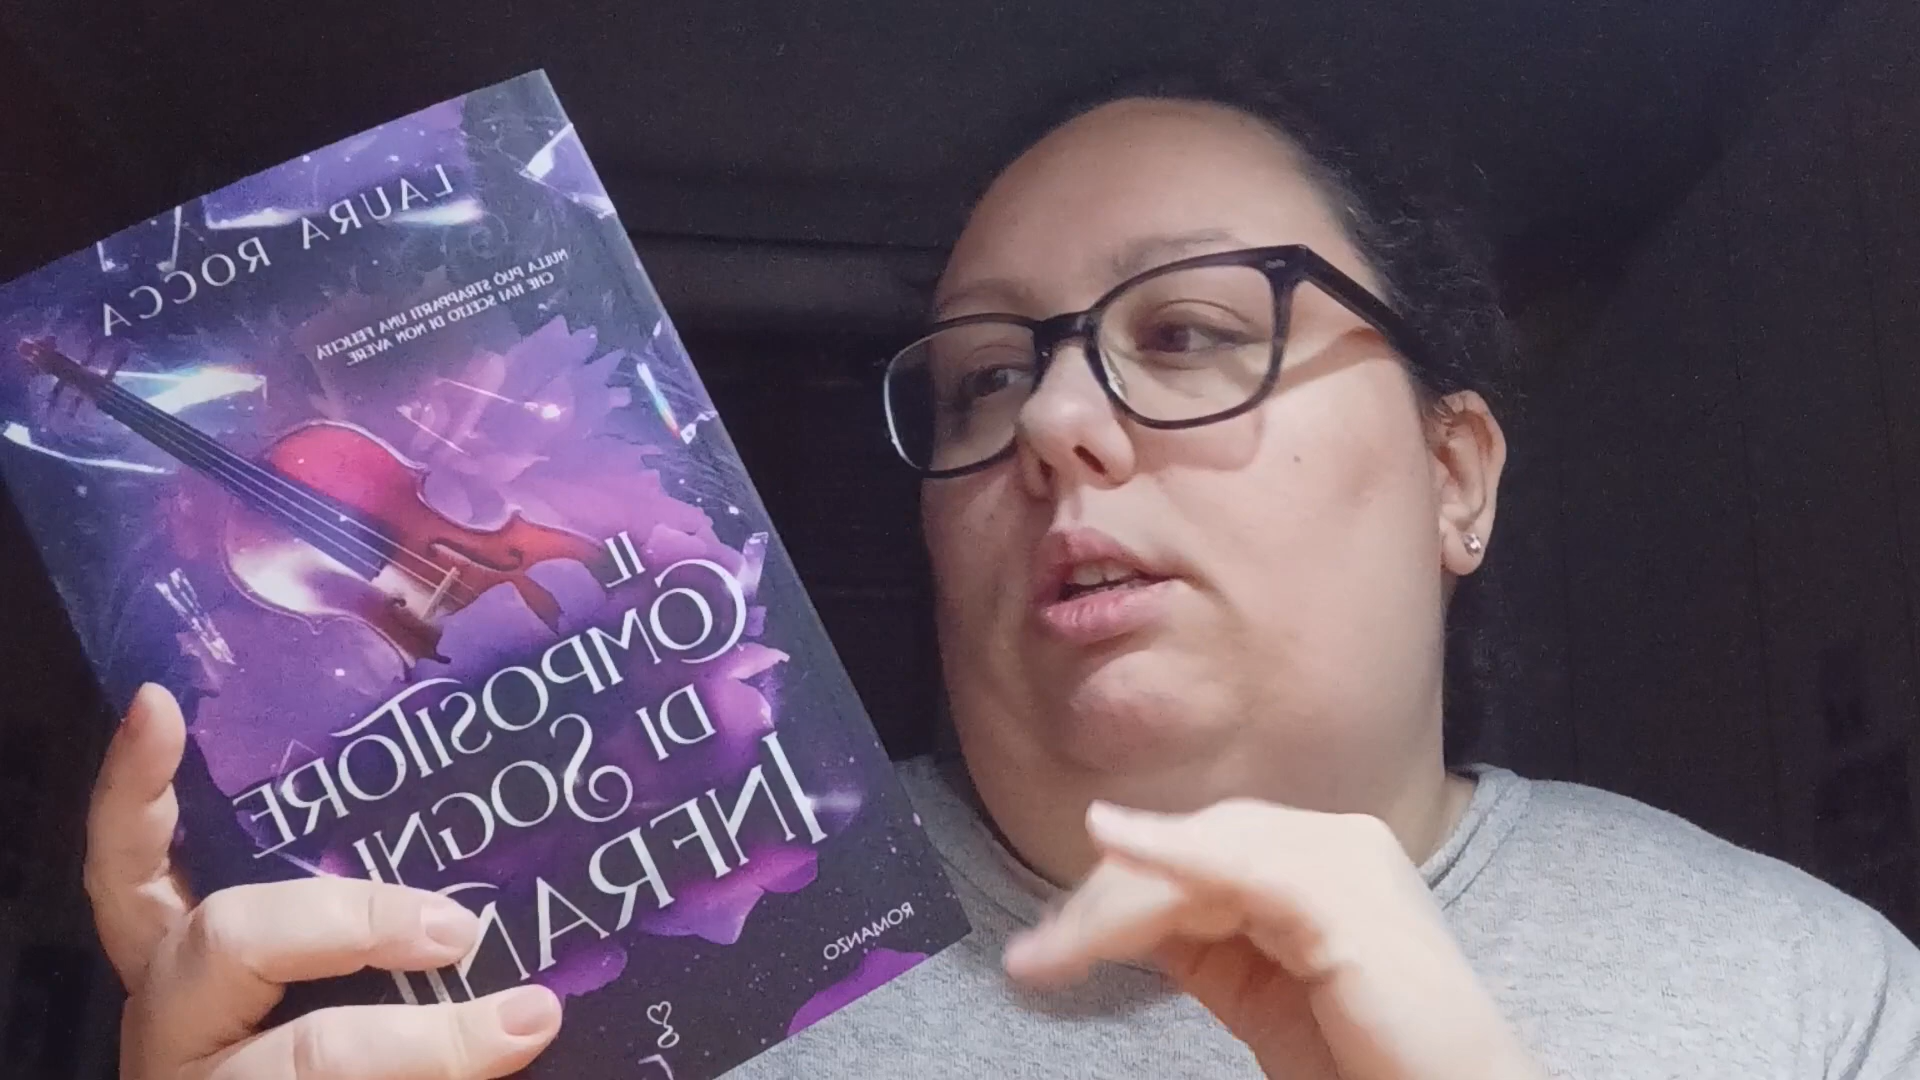 LAURA ROCCA
NULLA PUÒ STRAPPARTI UNA FELICITÀ
CHE HAI SCELTO DI NON AVERE
IL
COMPOSITORE
DI SOGNI
INFRANTI
ROMANZO